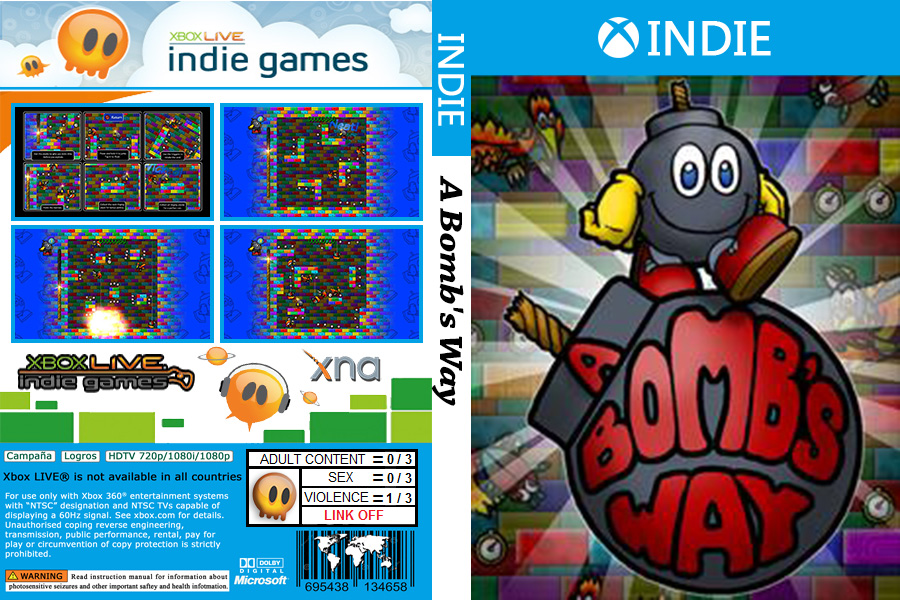 XBOX LIVE
indie games
XBOX LIVE
indie games
xna
Campaña Logros HDTV 720p/1080i/1080p
Xbox LIVE® is not available in all countries
For use only with Xbox 360® entertainment systems
with “NTSC” designation and NTSC TVs capable of
displaying a 60Hz signal. See xbox.com for details.
Unauthorised coping reverse engineering,
transmission, public performance, rental, pay for
play or circumvention of copy protection is strictly
prohibited.
WARNING Read instruction manual for information about
photosensitive seizures and other important saftey and health infotmation.
ADULT CONTENT = 0 / 3
SEX = 0 / 3
VIOLENCE = 1 / 3
LINK OFF
DOLBY
DIGITAL
Microsoft
695438 134658
INDIE
A Bomb's Way
INDIE
A
BOMB'S
WAY